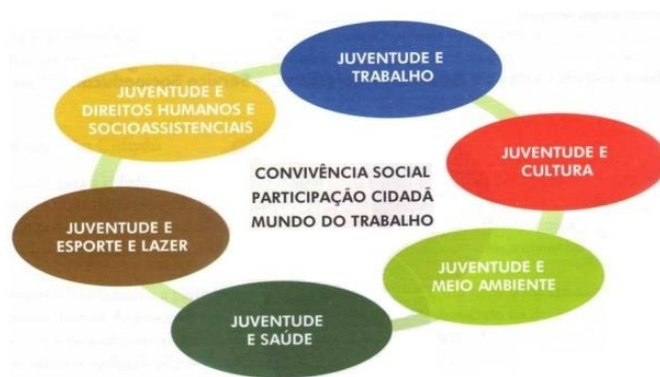 JUVENTUDE E
TRABALHO
JUVENTUDE E
DIREITOS HUMANOS E
SOCIOASSISTENCIAIS
JUVENTUDE E
CULTURA
CONVIVÊNCIA SOCIAL
PARTICIPAÇÃO CIDADÃ
MUNDO DO TRABALHO
JUVENTUDE E
ESPORTE E LAZER
JUVENTUDE E
MEIO AMBIENTE
JUVENTUDE
E SAÚDE